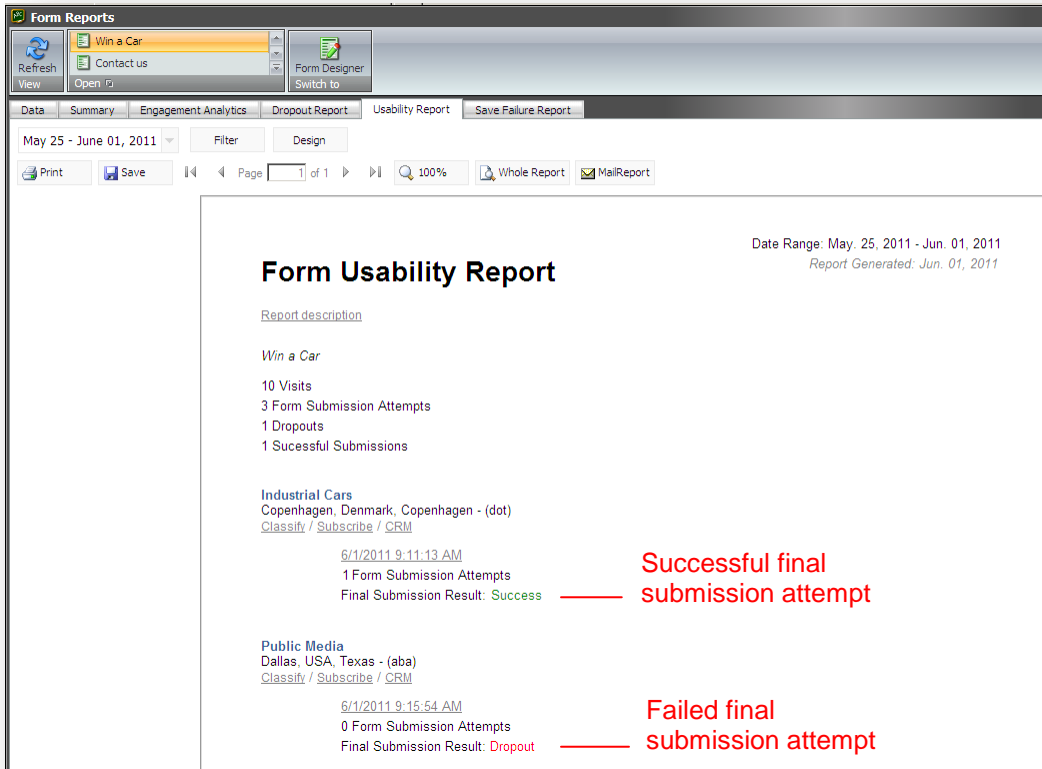 Form Reports
Win a Car
Contact us
Refresh
Form Designer
View
Open
Switch to
Data Summary Engagement Analytics Dropout Report Usability Report Save Failure Report
May 25 - June 01, 2011 Filter Design
Print Save Page 1 of 1 100% Whole Report MailReport
Date Range: May. 25, 2011 - Jun. 01, 2011
Report Generated: Jun. 01, 2011
Form Usability Report
Report description
Win a Car
10 Visits
3 Form Submission Attempts
1 Dropouts
1 Sucessful Submissions
Industrial Cars
Copenhagen, Denmark, Copenhagen - (dot)
Classify / Subscribe / CRM
6/1/2011 9:11:13 AM
1 Form Submission Attempts
Final Submission Result: Success
Successful final
submission attempt
Public Media
Dallas, USA, Texas - (aba)
Classify / Subscribe / CRM
6/1/2011 9:15:54 AM
0 Form Submission Attempts
Final Submission Result: Dropout
Failed final
submission attempt